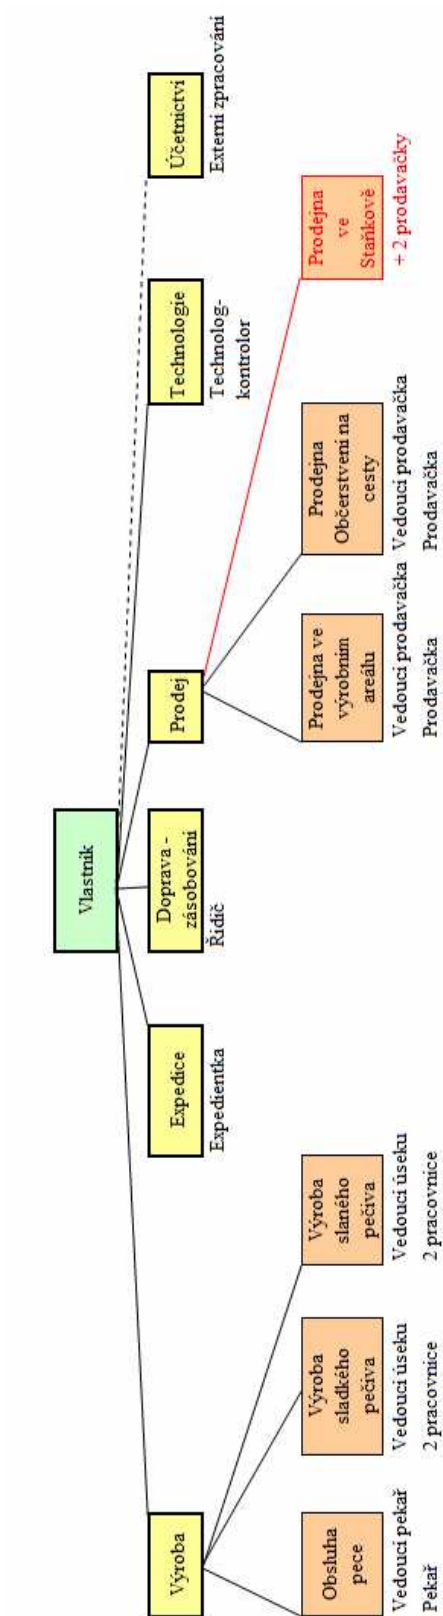 Vlastník
Výroba
Expedice
Expedientka
Doprava -
zásobování
Řidič
Prodej
Technologie
Technolog-
kontrolor
Účetnictví
Externí zpracování
Obsluha
pece
Vedoucí pekař
Pekař
Výroba
sladkého
pečiva
Vedoucí úseku
2 pracovnice
Výroba
slaného
pečiva
Vedoucí úseku
2 pracovnice
Prodejna ve
výrobním
areálu
Vedoucí prodavačka
Prodavačka
Prodejna
Občerstvení na
cesty
Vedoucí prodavačka
Prodavačka
Prodejna
ve
Staňkově
+ 2 prodavačky